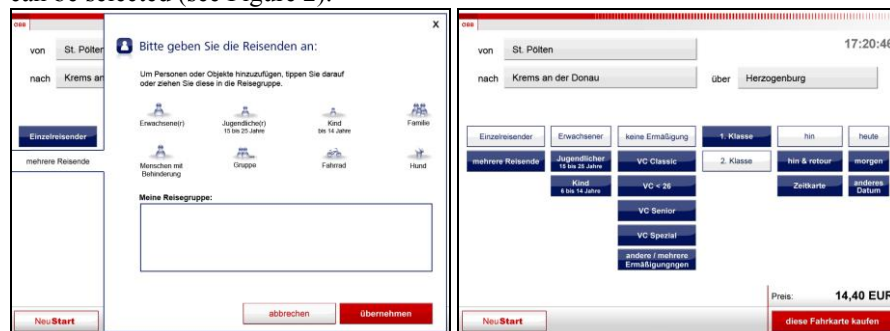 can be selected (see Figure 2).
ÖBB
X
von St. Pölten
nach Krems an
Einzelreisender
mehrere Reisende
Bitte geben Sie die Reisenden an:
Um Personen oder Objekte hinzuzufügen, tippen Sie darauf
oder ziehen Sie diese in die Reisegruppe.
Erwachsene(r) Jugendliche(r) Kind Familie
15 bis 25 Jahre bis 14 Jahre
Menschen mit Gruppe Fahrrad Hund
Behinderung
Meine Reisegruppe:
abbrechen übernehmen
NeuStart
ÖBB
17:20:46
von St. Pölten
nach Krems an der Donau über Herzogenburg
Einzelreisender Erwachsener keine Ermäßigung 1. Klasse hin heute
mehrere Reisende Jugendlicher VC Classic 2. Klasse hin & retour morgen
15 bis 25 Jahre
Kind VC < 26 Zeitkarte anderes
6 bis 14 Jahre Datum
VC Senior
VC Spezial
andere / mehrere
Ermäßigungngen
Preis: 14,40 EUR
NeuStart diese Fahrkarte kaufen